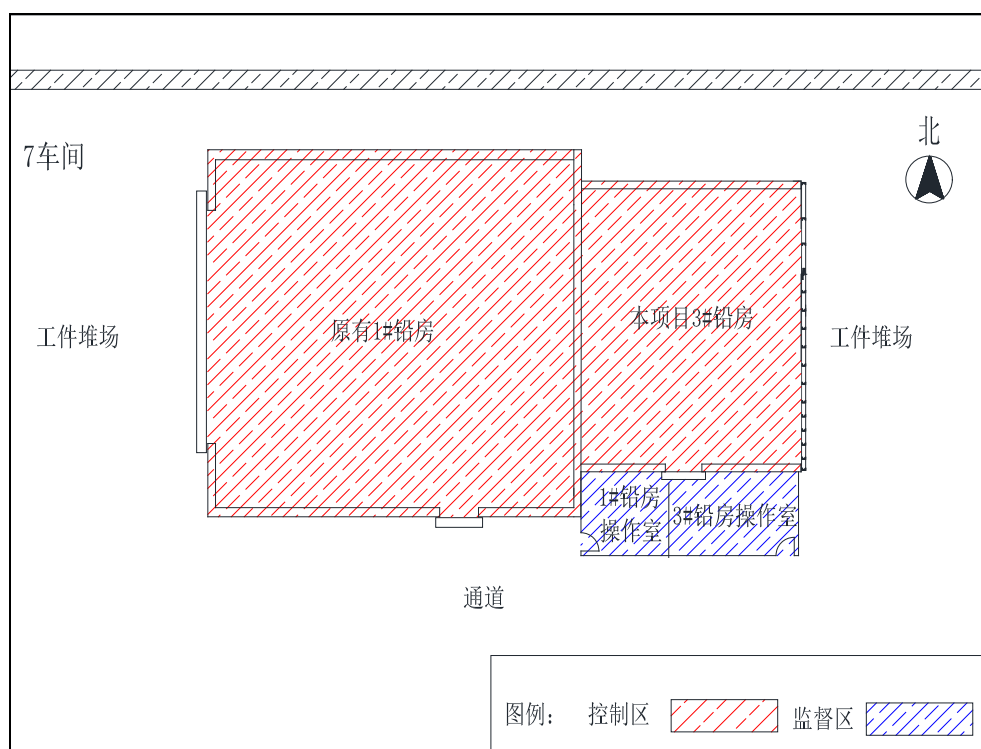 北
7车间
原有1#铅房
本项目3#铅房
工件堆场
工件堆场
1#铅房
操作室
3#铅房操作室
通道
图例： 控制区 监督区